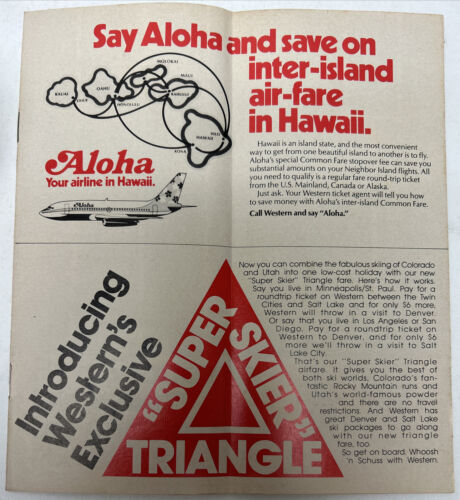 Say Aloha and save on
inter-island
air-fare
in Hawaii.
MOLOKAI
KAUAI
OAHU
MAUI
LIHUE
HONOLULU
KAHULUI
HILO
HAWAII
KONA
Hawaii is an island state, and the most convenient
way to get from one beautiful island to another is to fly.
Aloha's special Common Fare stopover fee can save you
substantial amounts on your Neighbor Island flights. All
you need to qualify is a regular fare round-trip ticket
from the U.S. Mainland, Canada or Alaska.
Just ask. Your Western ticket agent will tell you how
to save money with Aloha's inter-island Common Fare.
Call Western and say "Aloha."
Aloha
Your airline in Hawaii.
Aloha
Introducing
Western's
Exclusive
"SUPER
SKIER"
TRIANGLE
Now you can combine the fabulous skiing of Colorado
and Utah into one low-cost holiday with our new
"Super Skier" Triangle fare. Here's how it works.
Say you live in Minneapolis/St. Paul. Pay for a
roundtrip ticket on Western between the Twin
Cities and Salt Lake and for only $6 more,
Western will throw in a visit to Denver.
Or say that you live in Los Angeles or San
Diego. Pay for a roundtrip ticket on
Western to Denver, and for only $6
more we'll throw in a visit to Salt
Lake City.
That's our "Super Skier" Triangle
airfare. It gives you the best of
both ski worlds, Colorado's fan-
tastic Rocky Mountain runs and
Utah's world-famous powder
... and there are no travel
restrictions. And Western has
great Denver and Salt Lake
ski packages to go along
with our new triangle
fare, too.
So get on board. Whoosh
'n Schuss with Western.